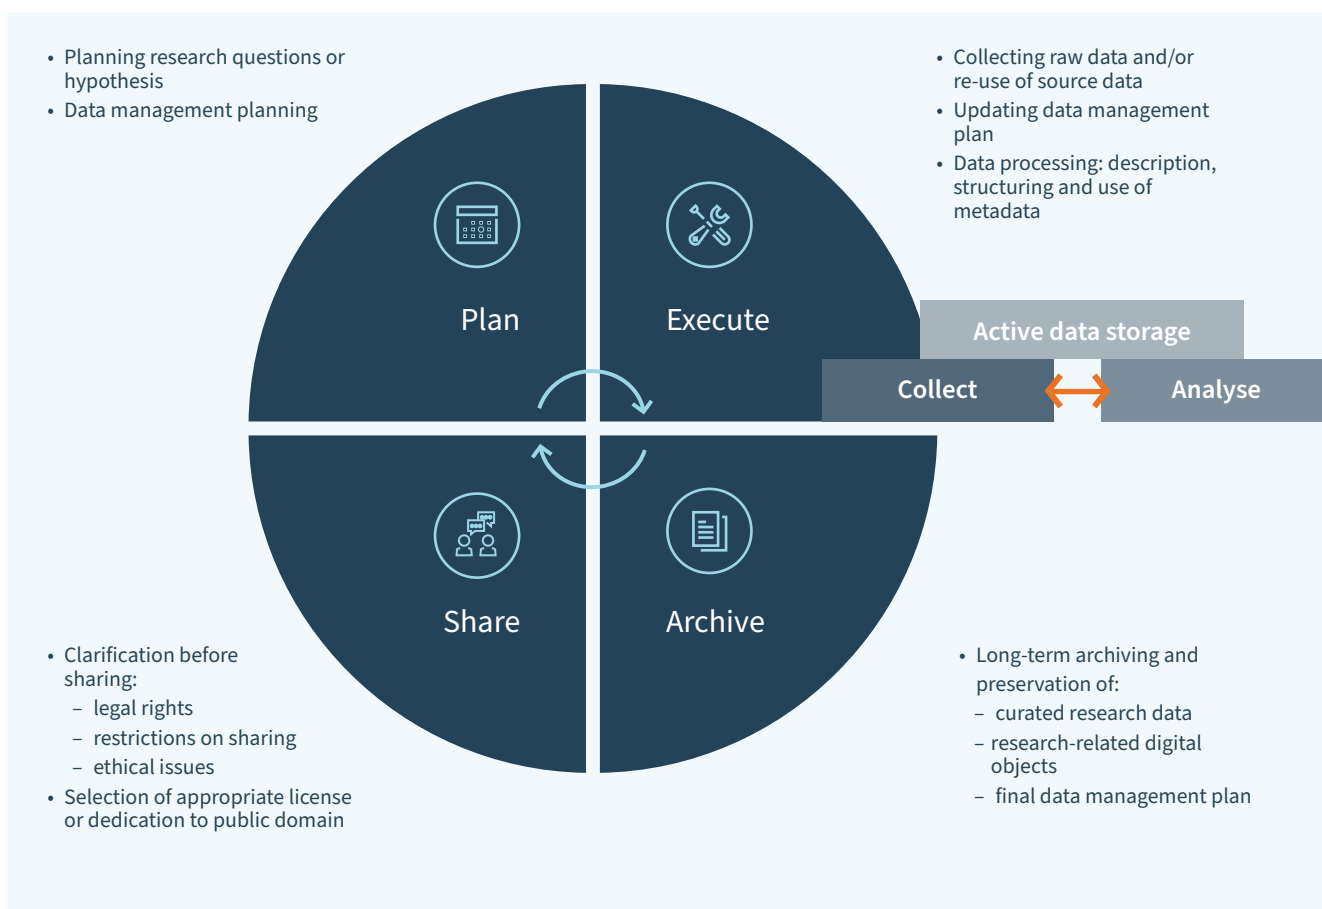 • Planning research questions or
hypothesis
• Data management planning
• Collecting raw data and/or
re-use of source data
• Updating data management
plan
• Data processing: description,
structuring and use of
metadata
Plan
Execute
Active data storage
Collect
Analyse
Share
Archive
• Clarification before
sharing:
– legal rights
– restrictions on sharing
– ethical issues
• Selection of appropriate license
or dedication to public domain
• Long-term archiving and
preservation of:
– curated research data
– research-related digital
objects
– final data management plan